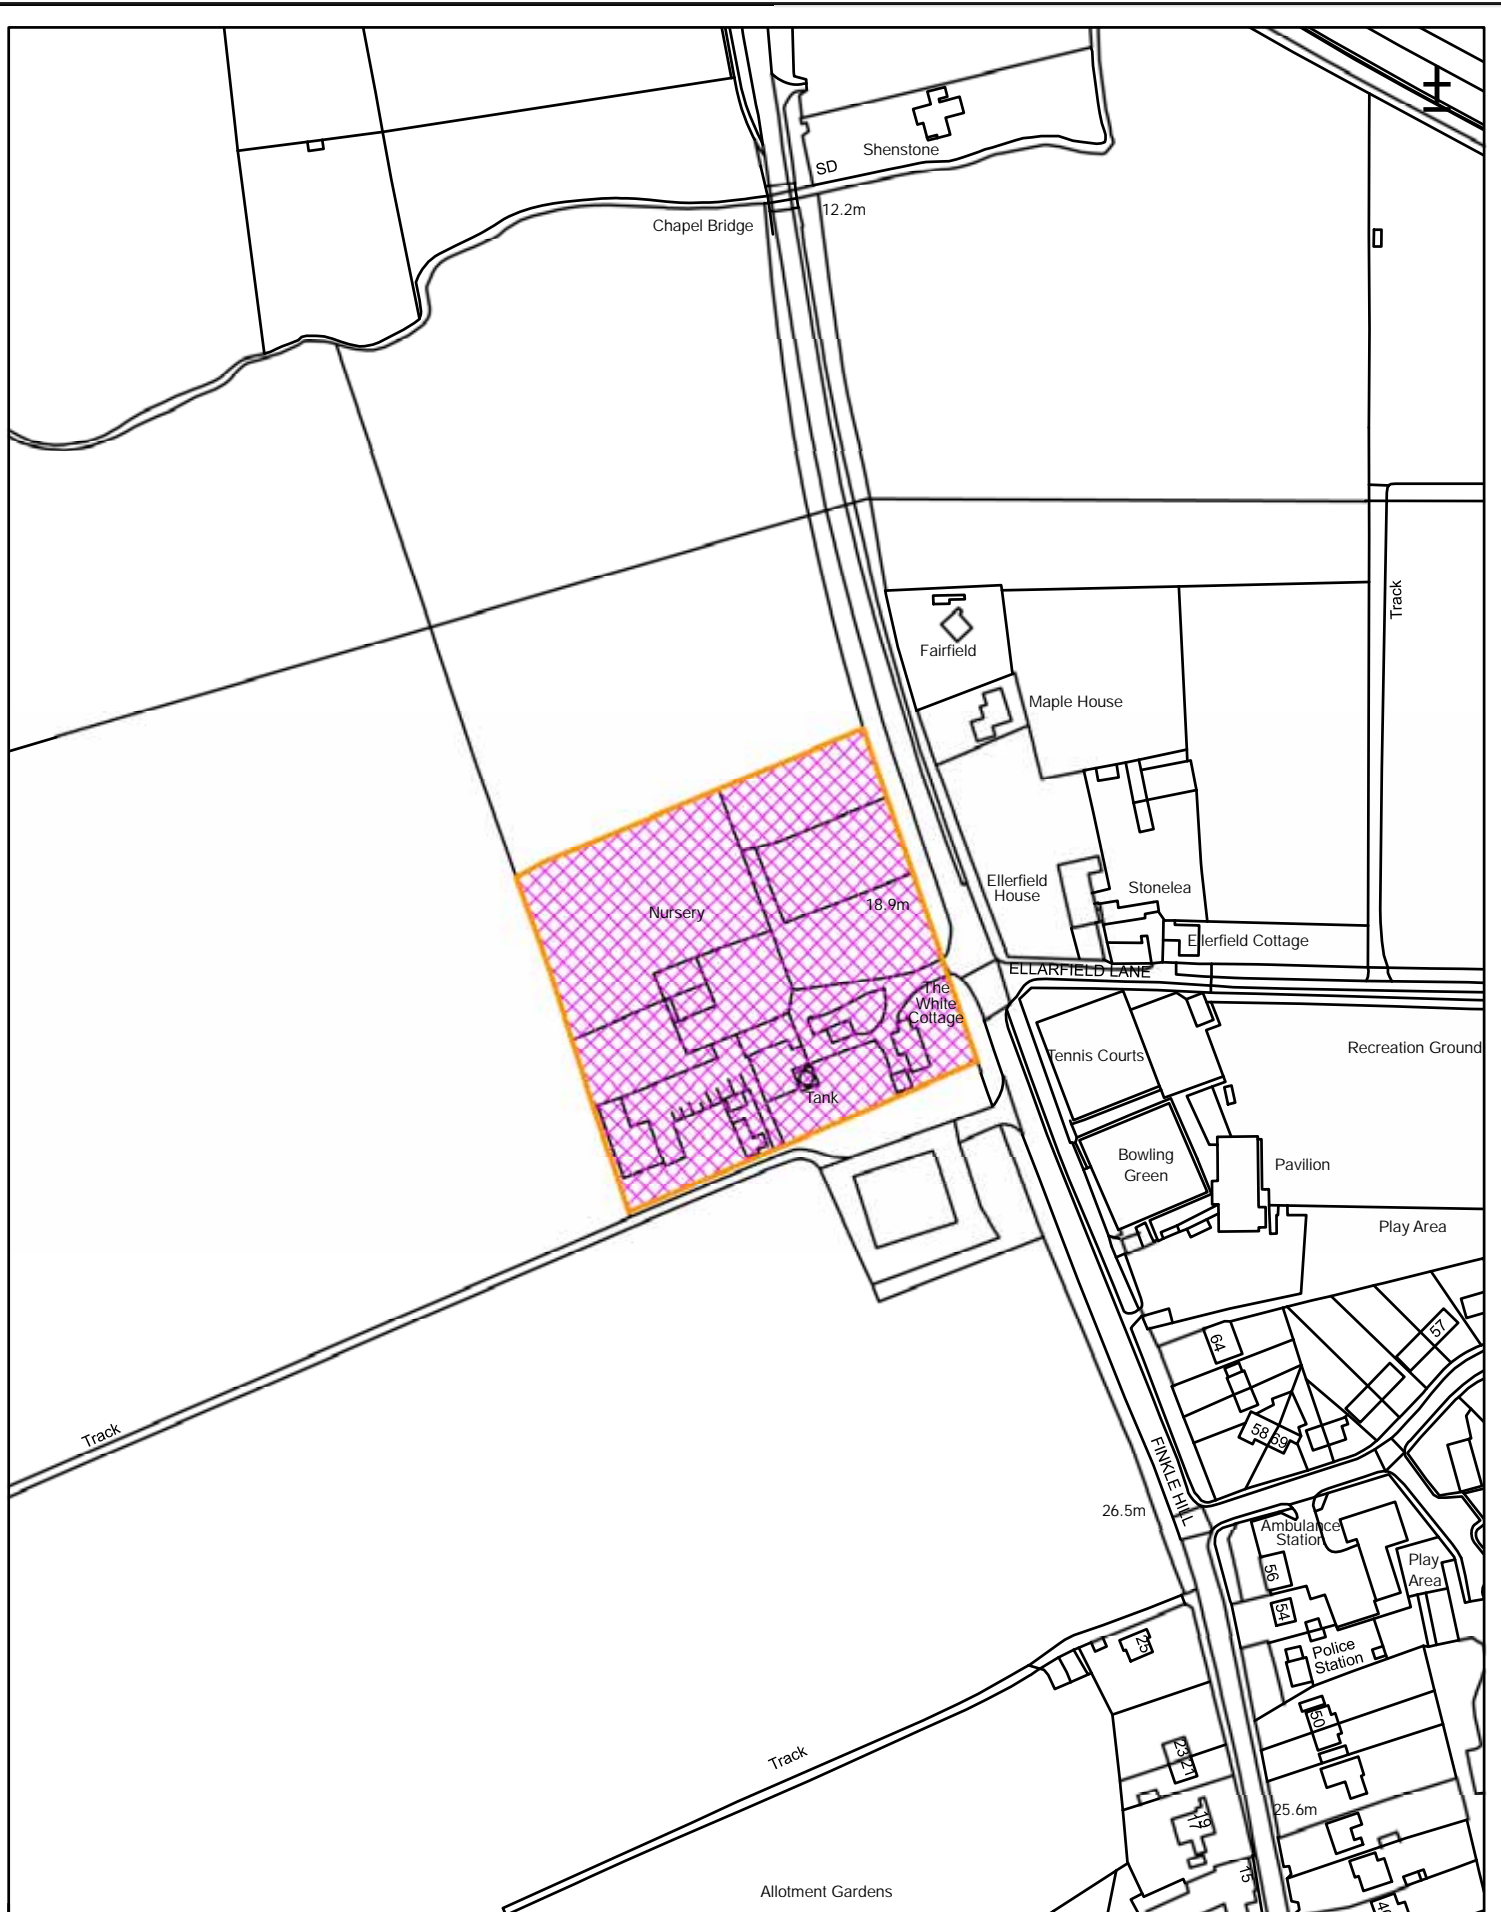 Shenstone
SD
12.2m
Chapel Bridge
Track
Fairfield
Maple House
Ellerfield
House
Stonelea
18.9m
Nursery
Ellerfield Cottage
ELLARFIELD LANE
The
White
Cottage
Tennis Courts
Recreation Ground
Tank
Bowling
Green
Pavilion
Play Area
64
57
58
69
Track
FINKLE HILL
26.5m
Ambulance
Station
56
Play
Area
54
Police
Station
25
50
23
21
Track
25.6m
19
17
15
Allotment Gardens